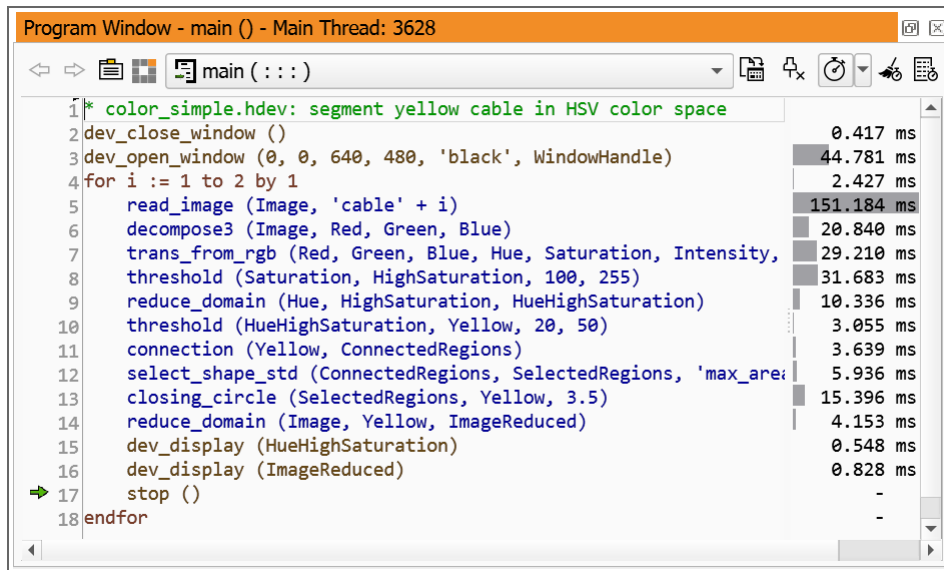 Program Window - main () - Main Thread: 3628
main ( : : : )
1 * color_simple.hdev: segment yellow cable in HSV color space
2 dev_close_window () 0.417 ms
3 dev_open_window (0, 0, 640, 480, 'black', WindowHandle) 44.781 ms
4 for i := 1 to 2 by 1 2.427 ms
5 read_image (Image, 'cable' + i) 151.184 ms
6 decompose3 (Image, Red, Green, Blue) 20.840 ms
7 trans_from_rgb (Red, Green, Blue, Hue, Saturation, Intensity, 29.210 ms
8 threshold (Saturation, HighSaturation, 100, 255) 31.683 ms
9 reduce_domain (Hue, HighSaturation, HueHighSaturation) 10.336 ms
10 threshold (HueHighSaturation, Yellow, 20, 50) 3.055 ms
11 connection (Yellow, ConnectedRegions) 3.639 ms
12 select_shape_std (ConnectedRegions, SelectedRegions, 'max_area 5.936 ms
13 closing_circle (SelectedRegions, Yellow, 3.5) 15.396 ms
14 reduce_domain (Image, Yellow, ImageReduced) 4.153 ms
15 dev_display (HueHighSaturation) 0.548 ms
16 dev_display (ImageReduced) 0.828 ms
17 stop () -
18 endfor -